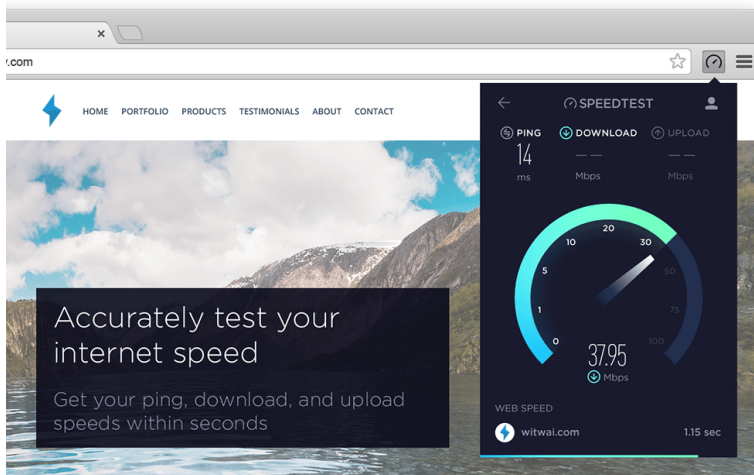 .com
HOME PORTFOLIO PRODUCTS TESTIMONIALS ABOUT CONTACT
Accurately test your
internet speed
Get your ping, download, and upload
speeds within seconds
SPEEDTEST
PING DOWNLOAD UPLOAD
14
ms Mbps Mbps
0
1
5
10
20
30
50
75
100
37.95
Mbps
WEB SPEED
witwai.com 1.15 sec